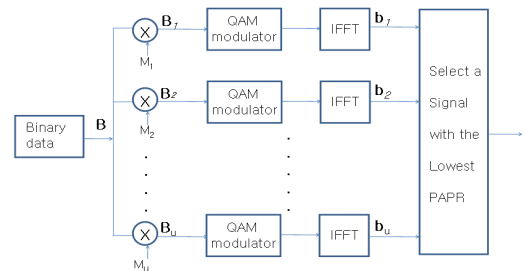 B₁ QAM modulator IFFT b₁
X
M₁
B₂ QAM modulator IFFT b₂
X
M₂
Binary data B
Bᵤ QAM modulator IFFT bᵤ
X
Mᵤ
Select a
Signal
with the
Lowest
PAPR